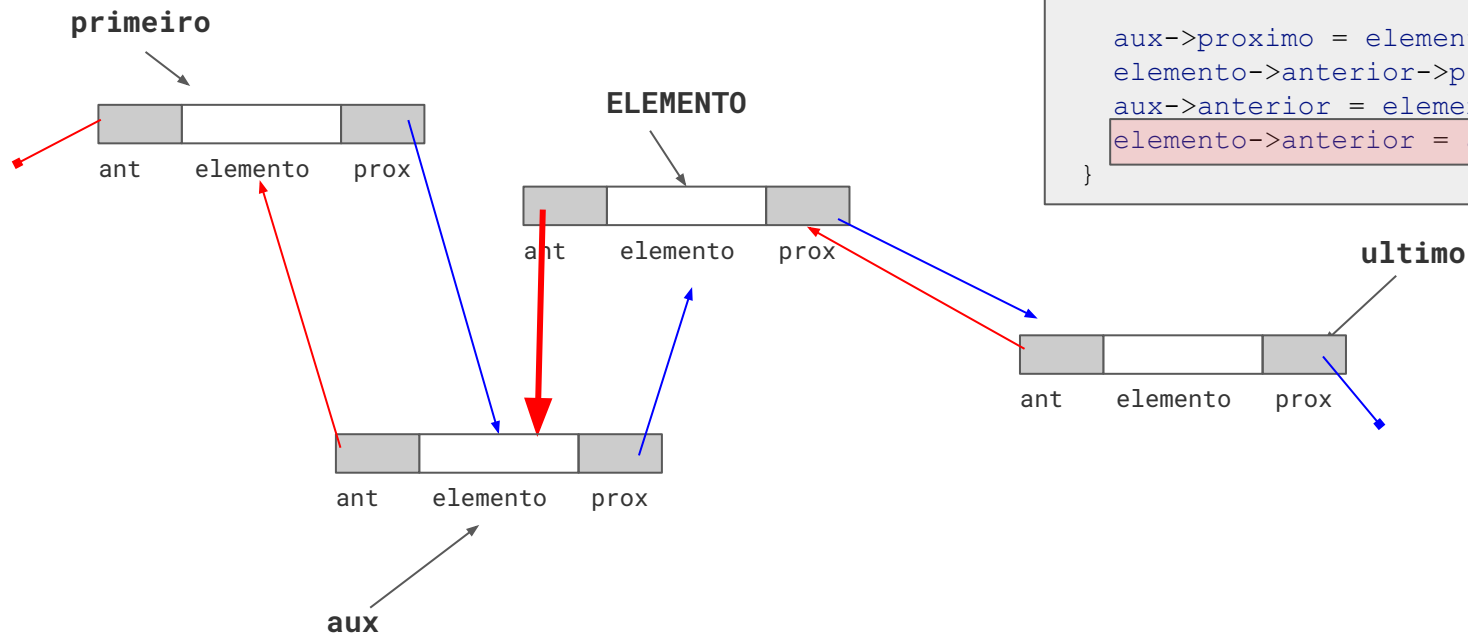 primeiro
aux->proximo = elemen
elemento->anterior->p
aux->anterior = eleme
elemento->anterior =
}
ELEMENTO
ant elemento prox
ant elemento prox
ultimo
ant elemento prox
ant elemento prox
aux